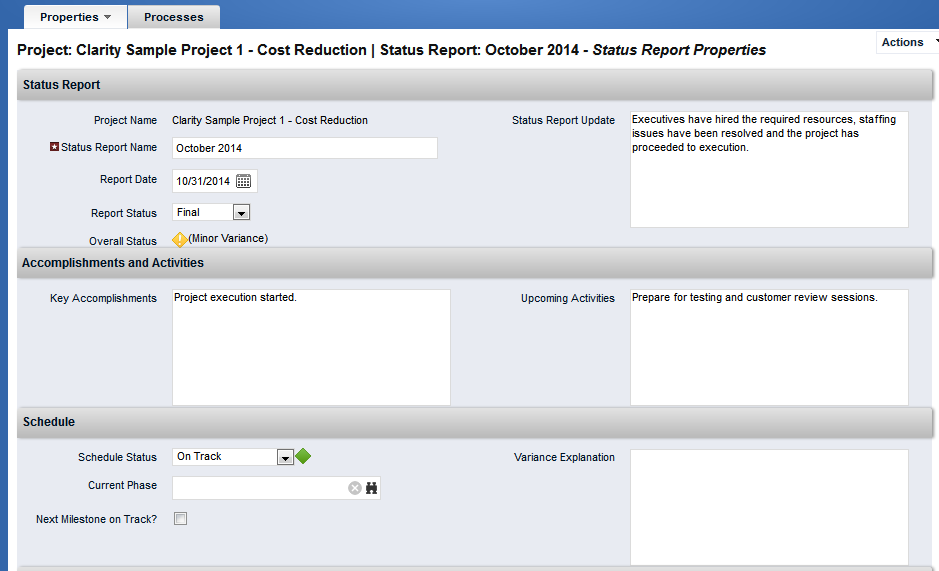 Properties
Processes
Project: Clarity Sample Project 1 - Cost Reduction | Status Report: October 2014 - Status Report Properties
Actions
Status Report
Project Name
Clarity Sample Project 1 - Cost Reduction
Status Report Name
October 2014
Report Date
10/31/2014
Report Status
Final
Overall Status
(Minor Variance)
Status Report Update
Executives have hired the required resources, staffing
issues have been resolved and the project has
proceeded to execution.
Accomplishments and Activities
Key Accomplishments
Project execution started.
Upcoming Activities
Prepare for testing and customer review sessions.
Schedule
Schedule Status
On Track
Current Phase
Next Milestone on Track?
Variance Explanation